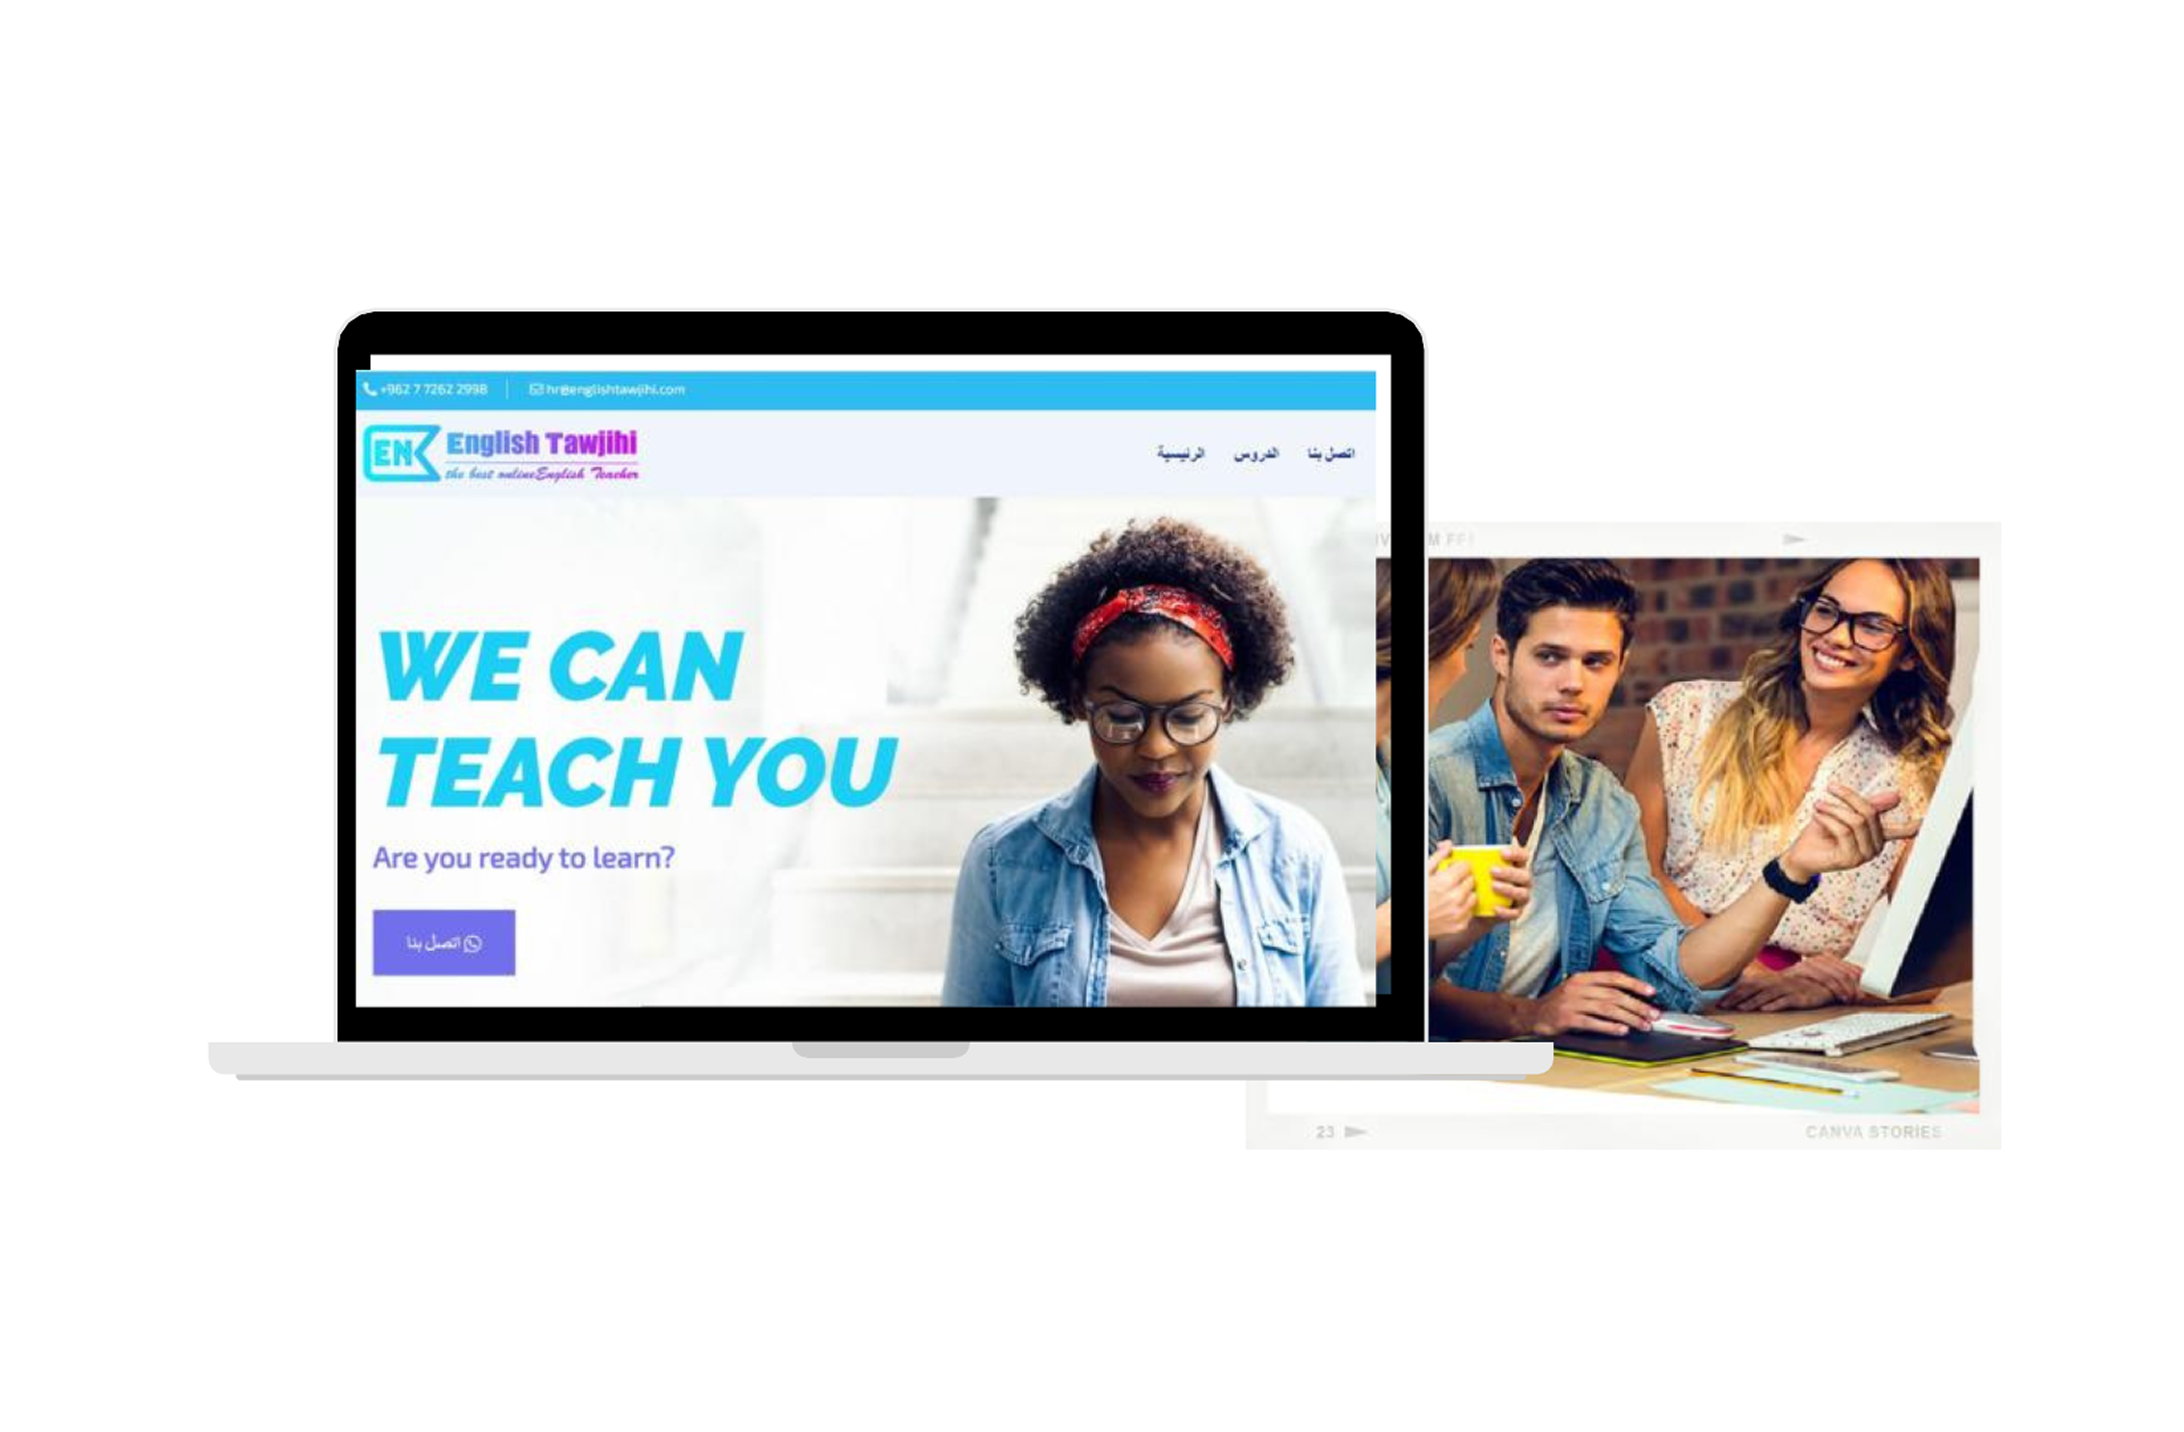 +962 7 7262 2998
hr@englishtawjihi.com
EN
English Tawjihi
the best online English Teacher
الرئيسية
الدروس
اتصل بنا
WE CAN
TEACH YOU
Are you ready to learn?
اتصل بنا
23
CANVA STORIES